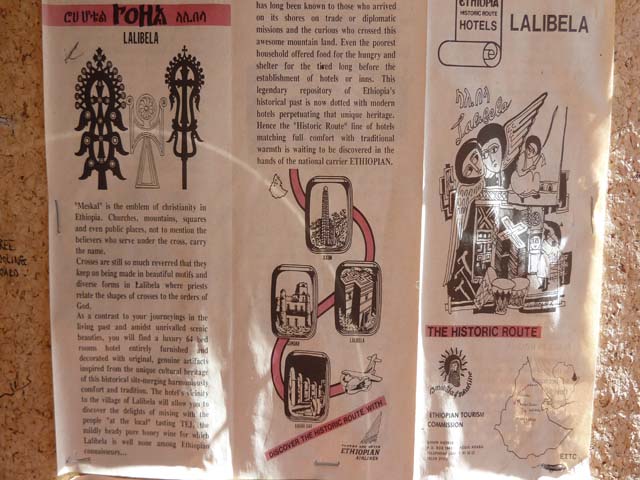 ሮሃ ሆቴል ROHA ላሊበላ
LALIBELA
"Meskal" is the emblem of christianity in
Ethiopia. Churches, mountains, squares
and even public places, not to mention the
believers who serve under the cross, carry
the name.
Crosses are still so much reverred that they
keep on being made in beautiful motifs and
diverse forms in Lalibela where priests
relate the shapes of crosses to the orders of
God.
As a contrast to your journeyings in the
living past and amidst unrivalled scenic
beauties, you will find a luxury 64 bed
rooms hotel entirely furnished and
decorated with original, genuine artifacts
inspired from the unique cultural heritage
of this historical site-merging harmoniously
comfort and tradition. The hotel's vicinity
to the village of Lalibela will allow you to
discover the delights of mixing with the
people "at the local" tasting TEJ, the
mildly heady pure honey wine for which
Lalibela is well none among Ethiopian
connaisseurs...
has long been known to those who arrived
on its shores on trade or diplomatic
missions and the curious who crossed this
awesome mountain land. Even the poorest
household offered food for the hungry and
shelter for the tired long before the
establishment of hotels or inns. This
legendary repository of Ethiopia's
historical past is now dotted with modern
hotels perpetuating that unique heritage.
Hence the "Historic Route" line of hotels
matching full comfort with traditional
warmth is waiting to be discovered in the
hands of the national carrier ETHIOPIAN.
AXUM
GONDAR
LALIBELA
BAHIR DAR
DISCOVER THE HISTORIC ROUTE WITH
ETHIOPIAN
AIRLINES
ETHIOPIA
HISTORIC ROUTE
HOTELS
LALIBELA
ላሊበላ
Lalibela
THE HISTORIC ROUTE
ETHIOPIAN TOURISM
COMMISSION
IEZTC